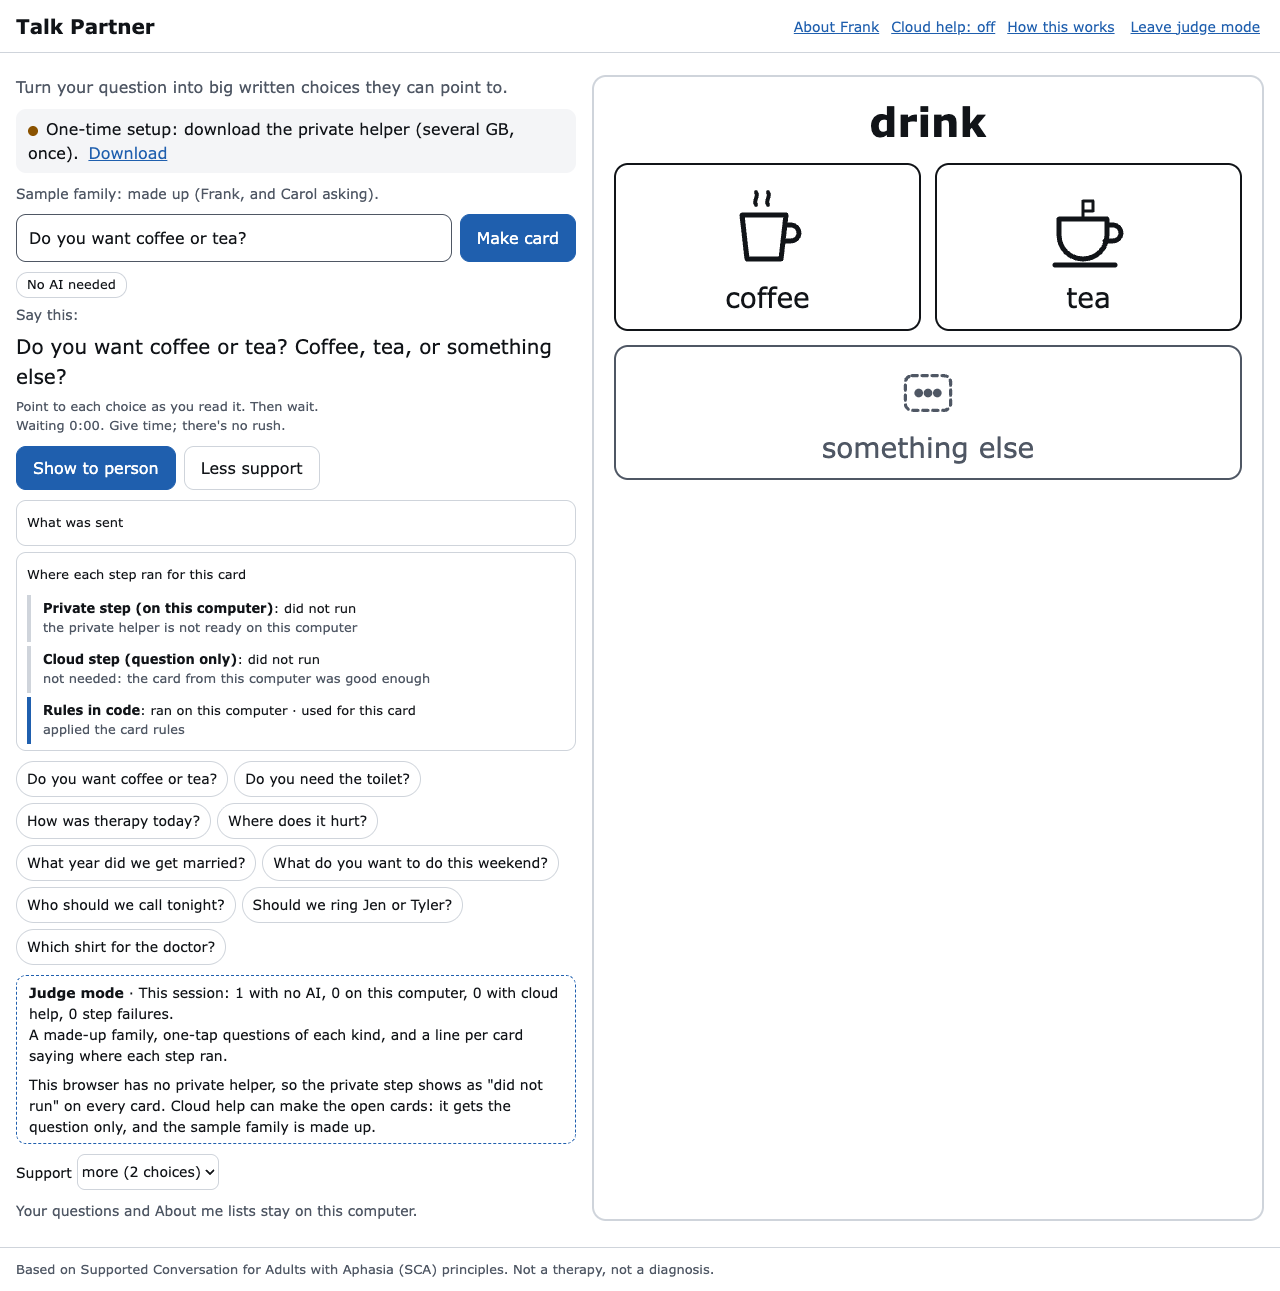 Talk Partner
About Frank Cloud help: off How this works Leave judge mode
Turn your question into big written choices they can point to.
One-time setup: download the private helper (several GB,
once). Download
Sample family: made up (Frank, and Carol asking).
Do you want coffee or tea?
Make card
No AI needed
Say this:
Do you want coffee or tea? Coffee, tea, or something
else?
Point to each choice as you read it. Then wait.
Waiting 0:00. Give time; there's no rush.
Show to person
Less support
What was sent
Where each step ran for this card
Private step (on this computer): did not run
the private helper is not ready on this computer
Cloud step (question only): did not run
not needed: the card from this computer was good enough
Rules in code: ran on this computer · used for this card
applied the card rules
Do you want coffee or tea?
Do you need the toilet?
How was therapy today?
Where does it hurt?
What year did we get married?
What do you want to do this weekend?
Who should we call tonight?
Should we ring Jen or Tyler?
Which shirt for the doctor?
Judge mode · This session: 1 with no AI, 0 on this computer, 0 with cloud
help, 0 step failures.
A made-up family, one-tap questions of each kind, and a line per card
saying where each step ran.
This browser has no private helper, so the private step shows as "did not
run" on every card. Cloud help can make the open cards: it gets the
question only, and the sample family is made up.
Support more (2 choices)
Your questions and About me lists stay on this computer.
drink
coffee
tea
something else
Based on Supported Conversation for Adults with Aphasia (SCA) principles. Not a therapy, not a diagnosis.